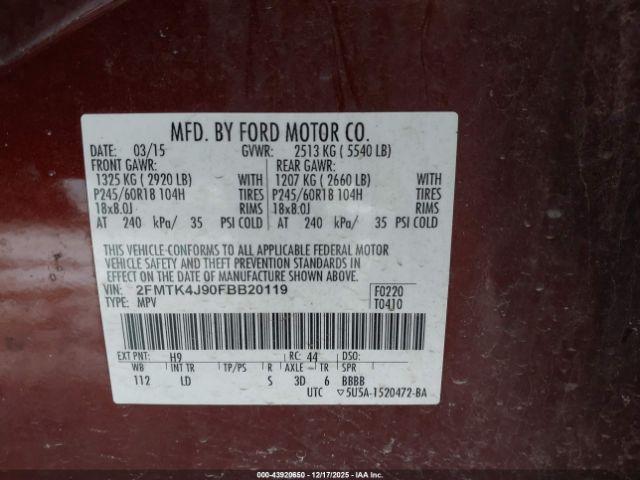 MFD. BY FORD MOTOR CO.
DATE: 03/15 GVWR: 2513 KG ( 5540 LB)
FRONT GAWR: REAR GAWR:
1325 KG ( 2920 LB) WITH 1207 KG ( 2660 LB) WITH
P245/60R18 104H TIRES P245/60R18 104H TIRES
18x8.0J RIMS 18x8.0J RIMS
AT 240 kPa/ 35 PSI COLD AT 240 kPa/ 35 PSI COLD
THIS VEHICLE CONFORMS TO ALL APPLICABLE FEDERAL MOTOR
VEHICLE SAFETY AND THEFT PREVENTION STANDARDS IN
EFFECT ON THE DATE OF MANUFACTURE SHOWN ABOVE.
VIN: 2FMTK4J90FBB20119 F0220
TYPE: MPV T0410
EXT PNT: H9 RC: 44 DSO:
WB INT TR TP/PS R AXLE TR SPR
112 LD S 3D 6 BBBB
UTC ▽5U5A-1520472-BA
000-43920650 - 12/17/2025 - IAAI, Inc.